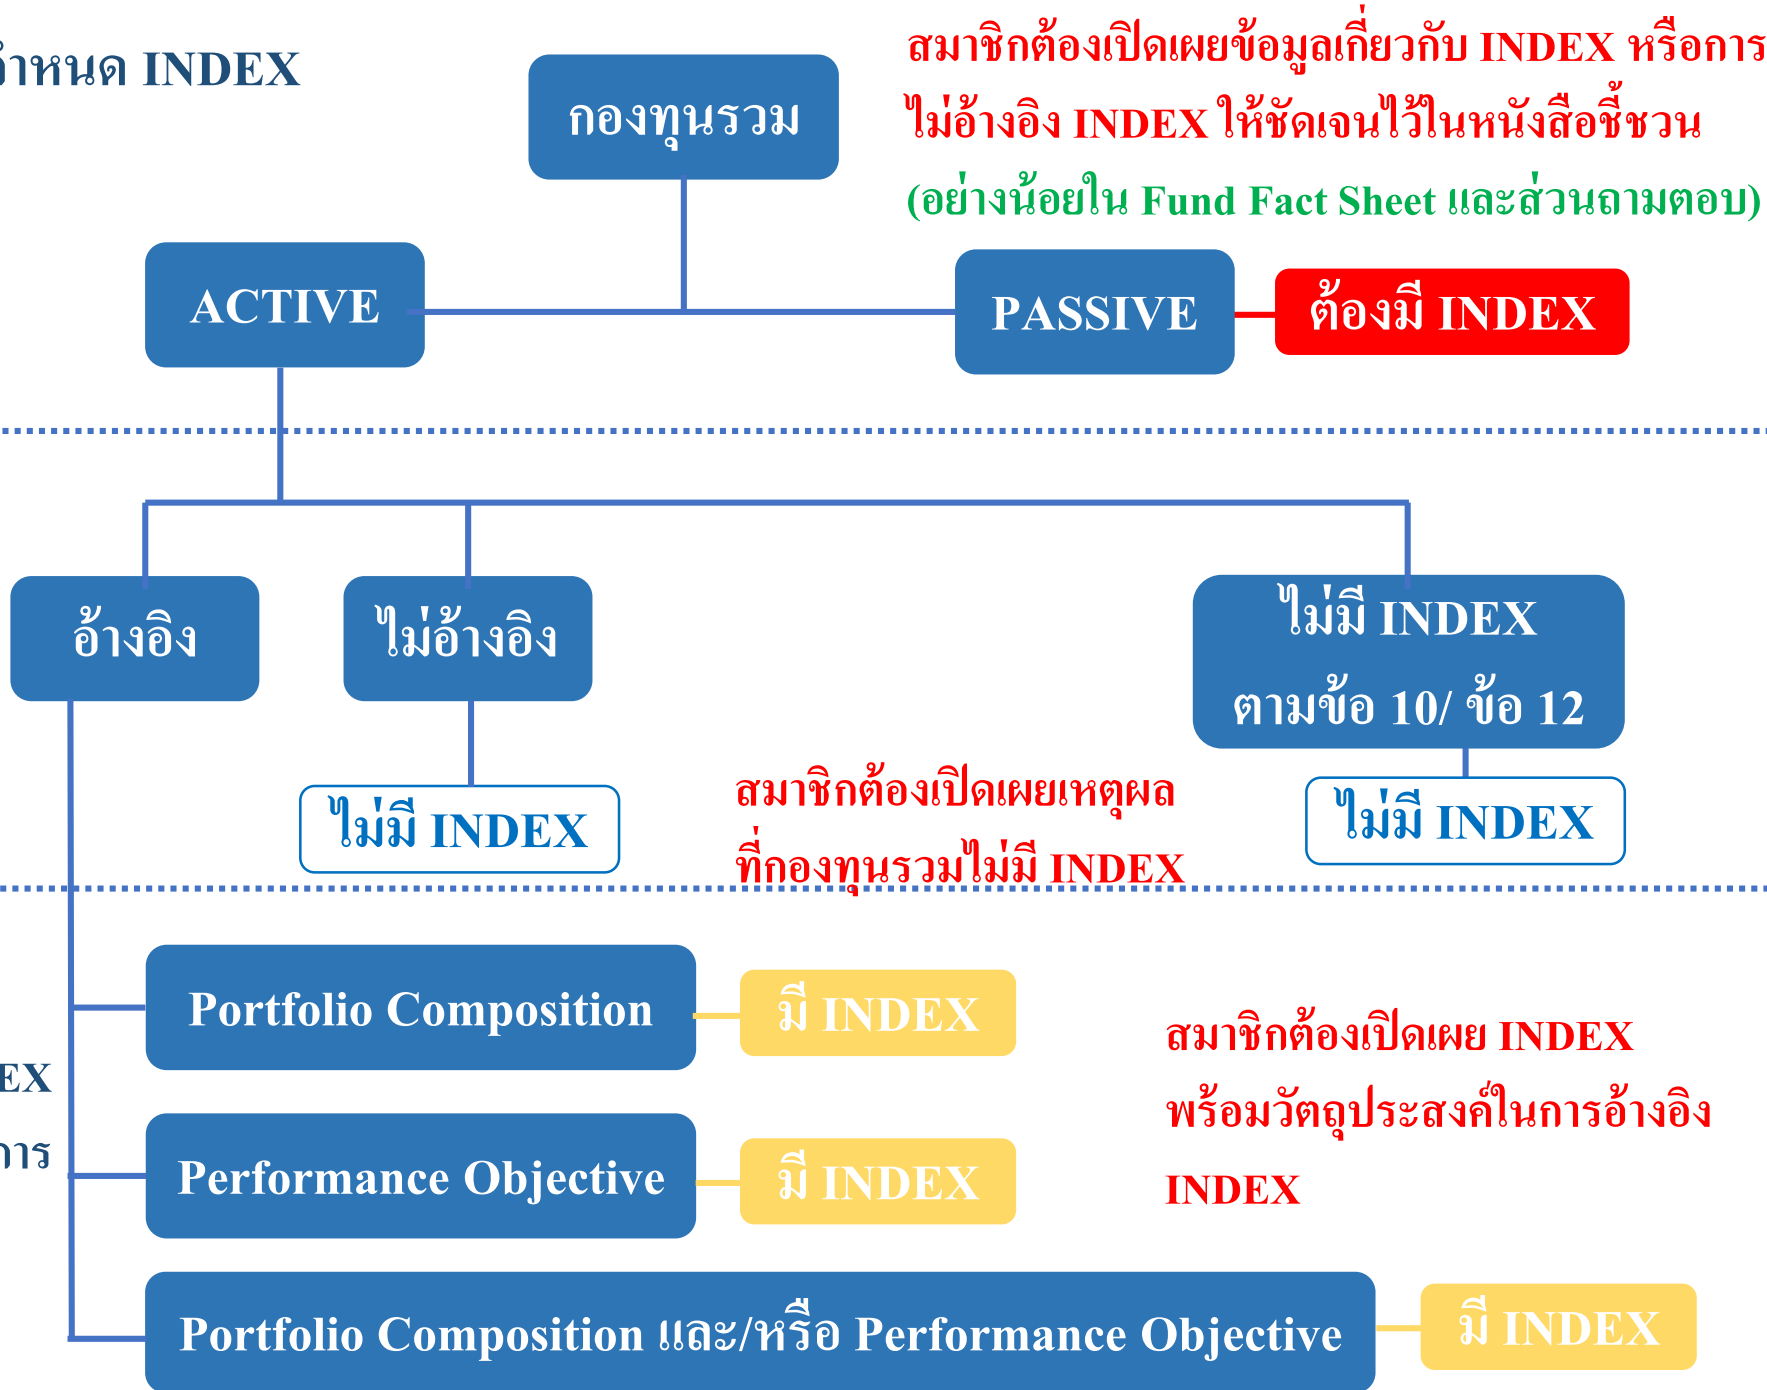 กำหนด INDEX
สมาชิกต้องเปิดเผยข้อมูลเกี่ยวกับ INDEX หรือการ
ไม่อ้างอิง INDEX ให้ชัดเจนไว้ในหนังสือชี้ชวน
(อย่างน้อยใน Fund Fact Sheet และส่วนถามตอบ)
กองทุนรวม
ACTIVE
PASSIVE
ต้องมี INDEX
อ้างอิง
ไม่อ้างอิง
ไม่มี INDEX
ตามข้อ 10/ ข้อ 12
ไม่มี INDEX
สมาชิกต้องเปิดเผยเหตุผล
ที่กองทุนรวมไม่มี INDEX
ไม่มี INDEX
Portfolio Composition
มี INDEX
สมาชิกต้องเปิดเผย INDEX
พร้อมวัตถุประสงค์ในการอ้างอิง
INDEX
EX
การ
Performance Objective
มี INDEX
Portfolio Composition และ/หรือ Performance Objective
มี INDEX